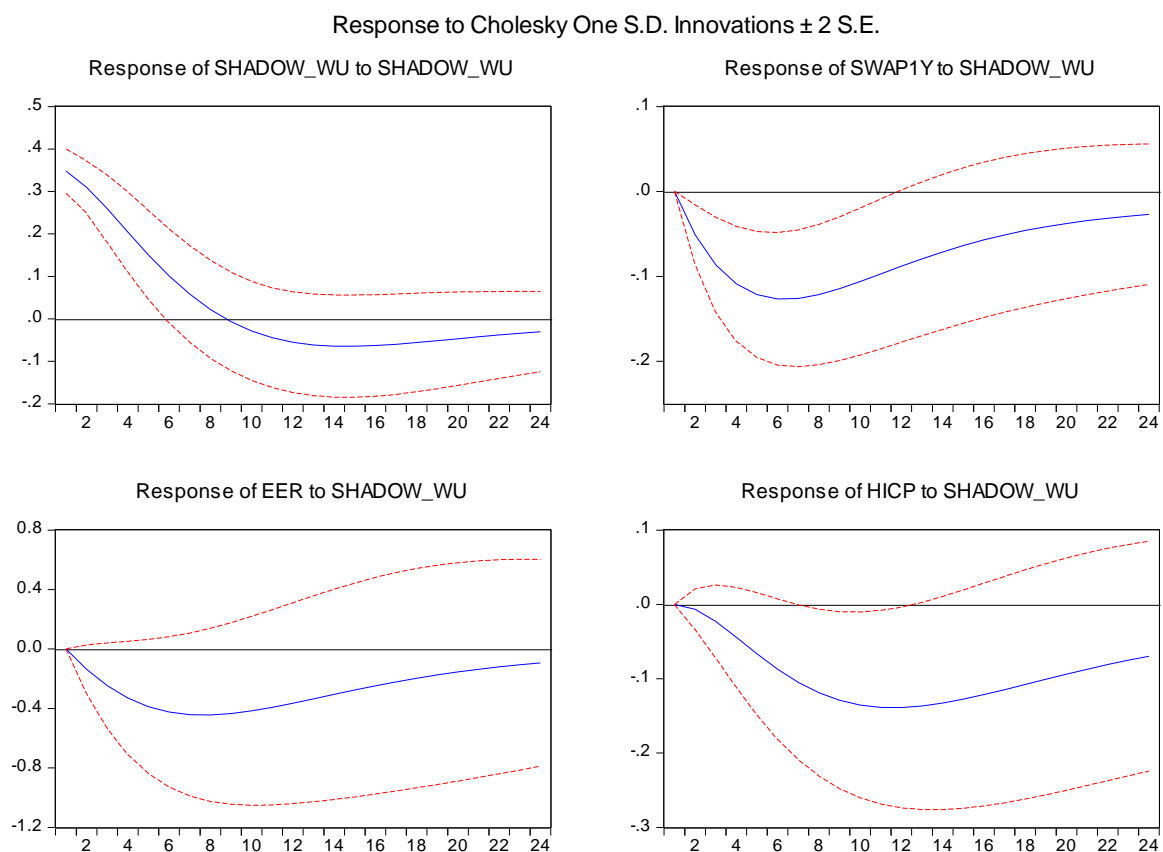 Response to Cholesky One S.D. Innovations ± 2 S.E.
Response of SHADOW_WU to SHADOW_WU
.5
.4
.3
.2
.1
.0
-.1
-.2
2 4 6 8 10 12 14 16 18 20 22 24
Response of SWAP1Y to SHADOW_WU
.1
.0
-.1
-.2
2 4 6 8 10 12 14 16 18 20 22 24
Response of EER to SHADOW_WU
0.8
0.4
0.0
-0.4
-0.8
-1.2
2 4 6 8 10 12 14 16 18 20 22 24
Response of HICP to SHADOW_WU
.1
.0
-.1
-.2
-.3
2 4 6 8 10 12 14 16 18 20 22 24